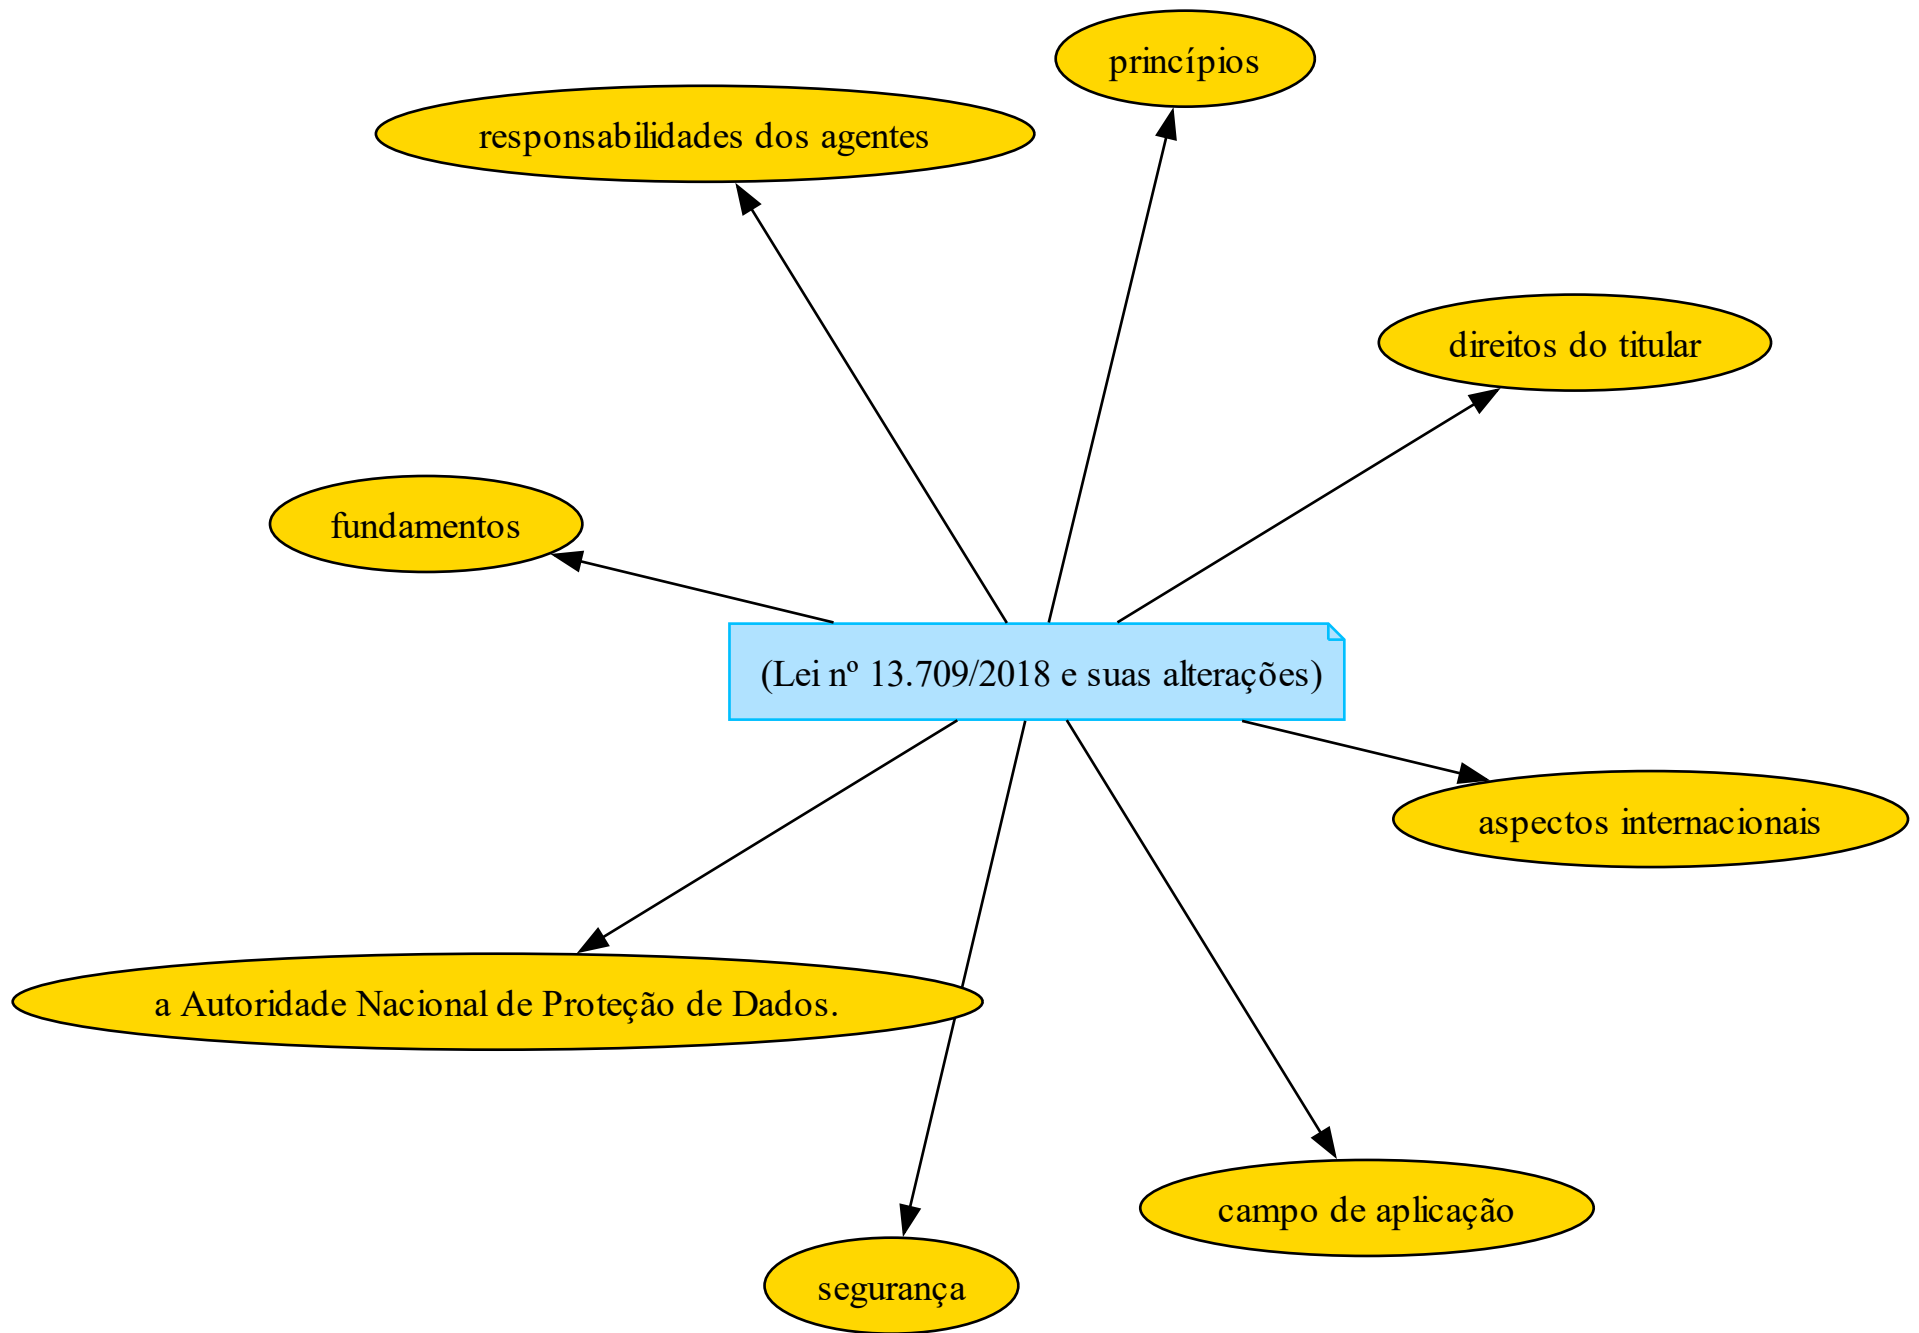 princípios
responsabilidades dos agentes
direitos do titular
fundamentos
(Lei nº 13.709/2018 e suas alterações)
aspectos internacionais
a Autoridade Nacional de Proteção de Dados.
campo de aplicação
segurança